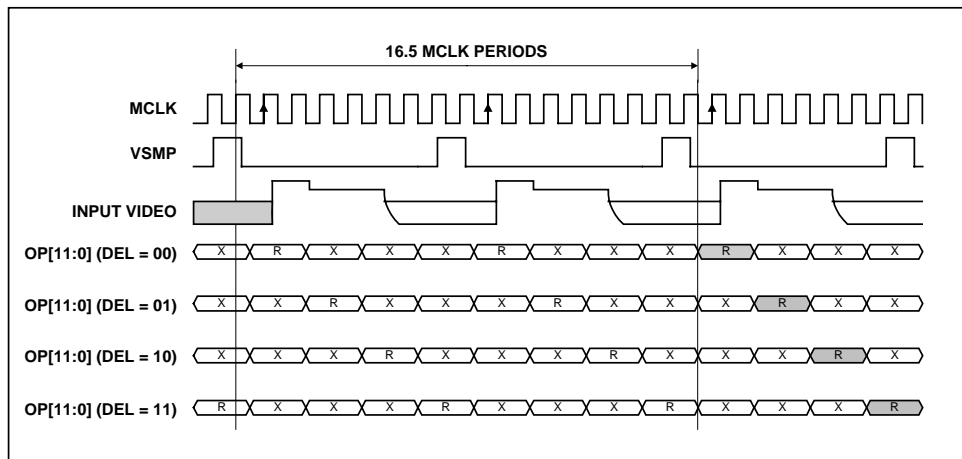 16.5 MCLK PERIODS
MCLK
VSMP
INPUT VIDEO
OP[11:0] (DEL = 00) X R X X X R X X X R X X X
OP[11:0] (DEL = 01) X X R X X X R X X X R X X
OP[11:0] (DEL = 10) X X X R X X X R X X X R X
OP[11:0] (DEL = 11) R X X X R X X X R X X X R